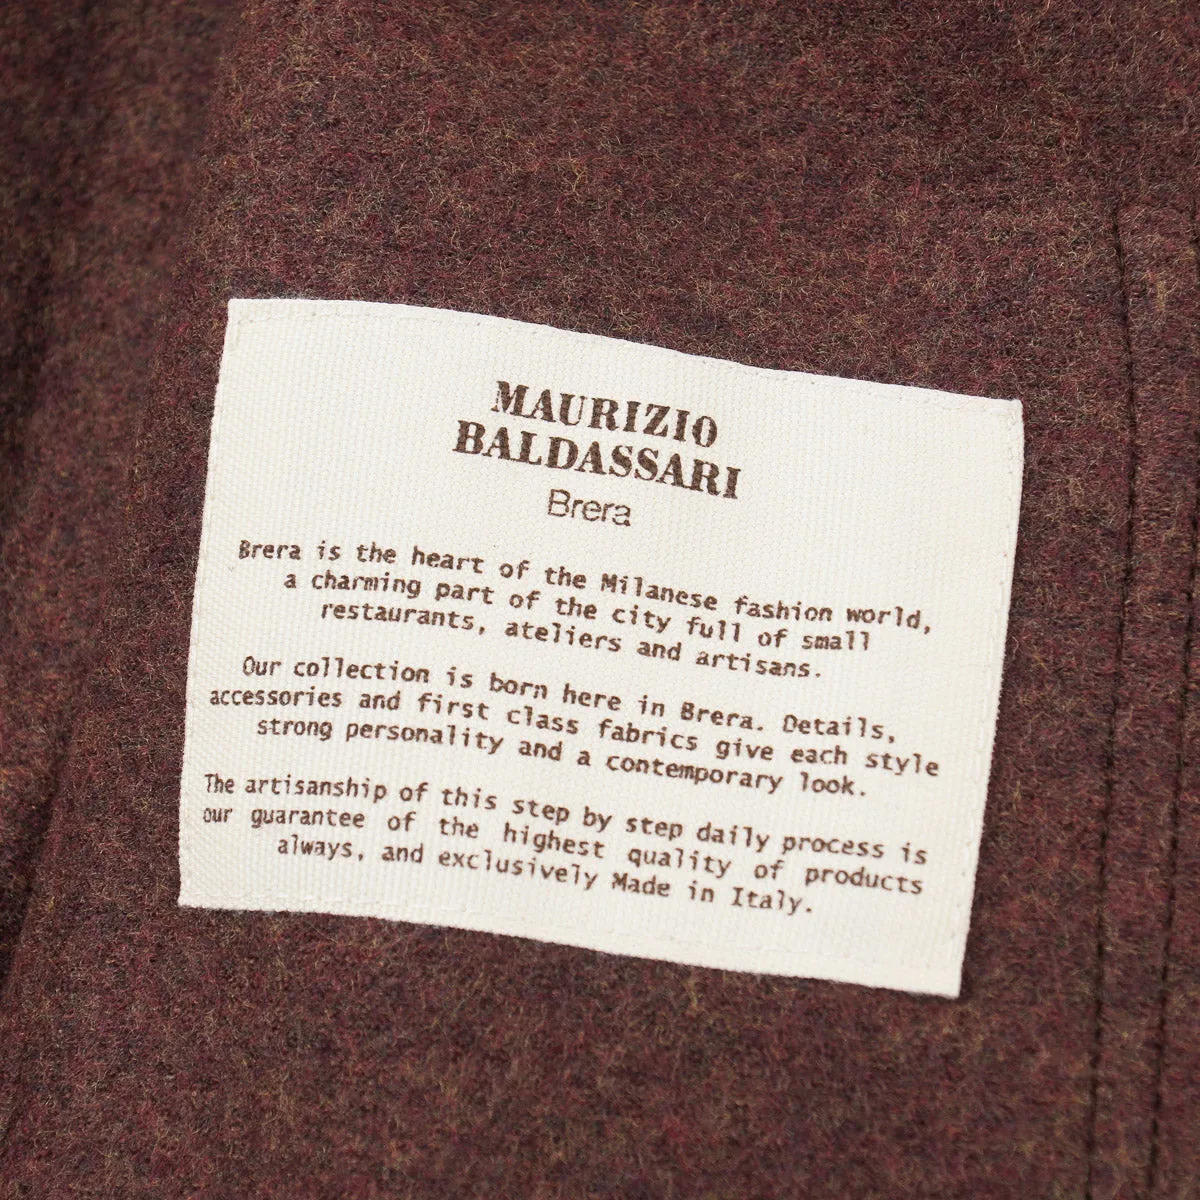 MAURIZIO
BALDASSARI
Brera
Brera is the heart of the Milanese fashion world,
a charming part of the city full of small
restaurants, ateliers and artisans.
Our collection is born here in Brera. Details,
accessories and first class fabrics give each style
strong personality and a contemporary look.
The artisanship of this step by step daily process is
our guarantee of the highest quality of products
always, and exclusively Made in Italy.